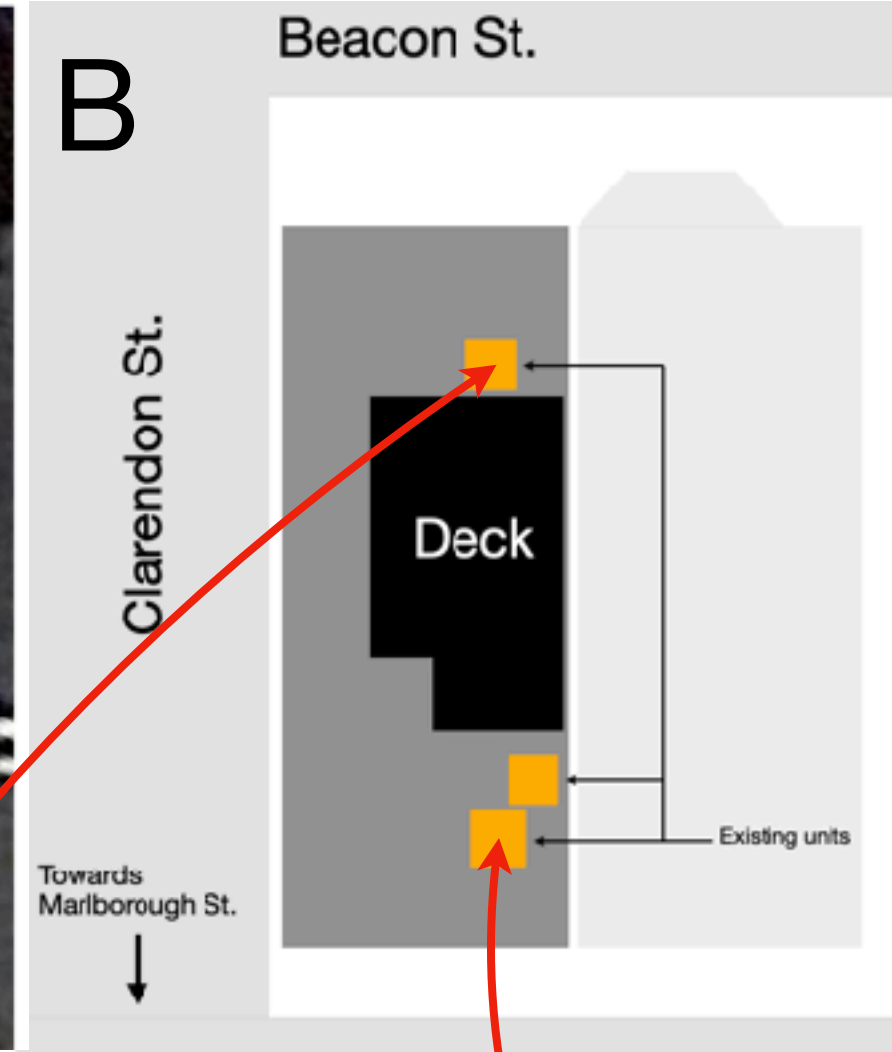 Beacon St.
B
Clarendon St.
Deck
Existing units
Towards
Marlborough St.